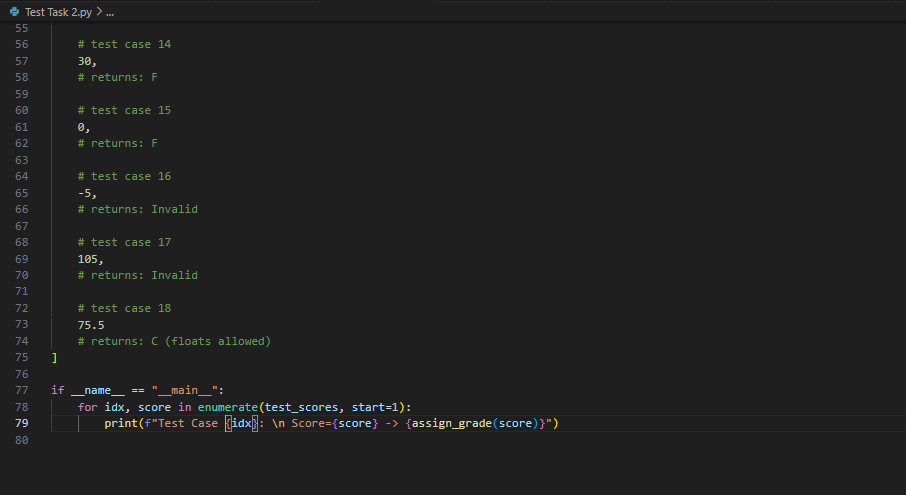 Test Task 2.py > ...
55
56 # test case 14
57 30,
58 # returns: F
59
60 # test case 15
61 0,
62 # returns: F
63
64 # test case 16
65 -5,
66 # returns: Invalid
67
68 # test case 17
69 105,
70 # returns: Invalid
71
72 # test case 18
73 75.5
74 # returns: C (floats allowed)
75 ]
76
77 if __name__ == "__main__":
78 for idx, score in enumerate(test_scores, start=1):
79 print(f"Test Case {idx}: \n Score={score} -> {assign_grade(score)}")
80